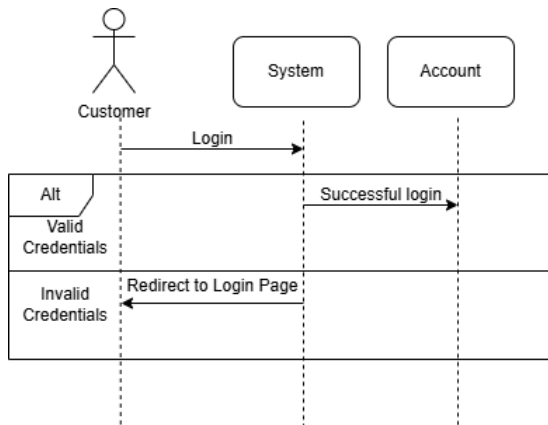 System
Account
Customer
Login
Alt
Successful login
Valid
Credentials
Redirect to Login Page
Invalid
Credentials